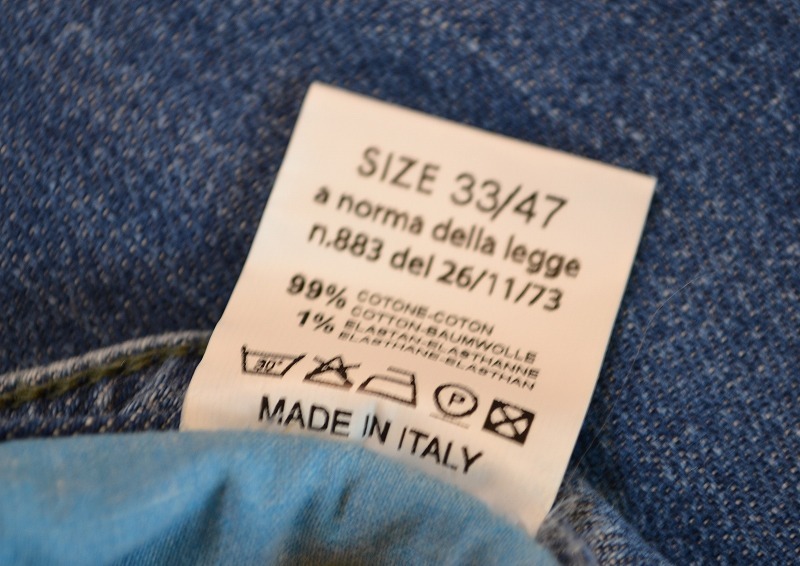 SIZE 33/47
a norma della legge
n.883 del 26/11/73
99% COTONE-COTON
COTTON-BAUMWOLLE
1% ELASTAN-ELASTHANNE
ELASTHANE-ELASTHAN
30°
P
MADE IN ITALY